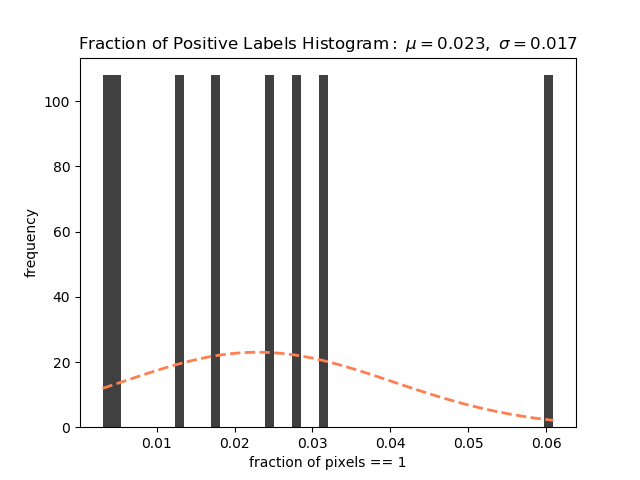 Fraction of Positive Labels Histogram : μ = 0.023, σ = 0.017
100
80
60
40
20
0
frequency
0.01 0.02 0.03 0.04 0.05 0.06
fraction of pixels == 1